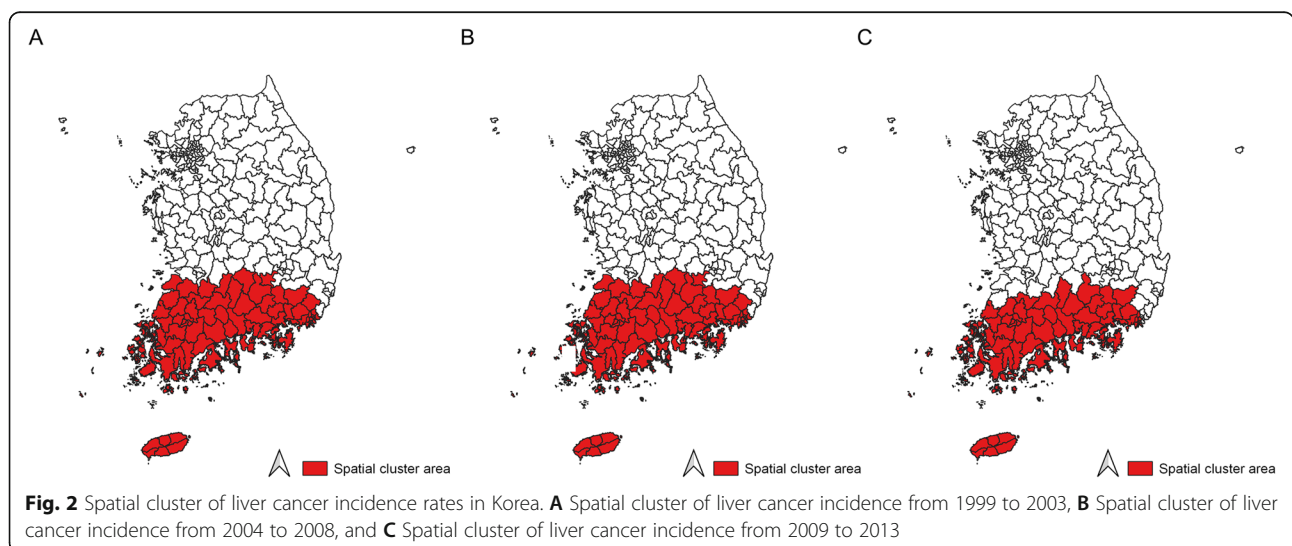 A
B
C
Spatial cluster area
Spatial cluster area
Spatial cluster area
Fig. 2 Spatial cluster of liver cancer incidence rates in Korea. A Spatial cluster of liver cancer incidence from 1999 to 2003, B Spatial cluster of liver
cancer incidence from 2004 to 2008, and C Spatial cluster of liver cancer incidence from 2009 to 2013